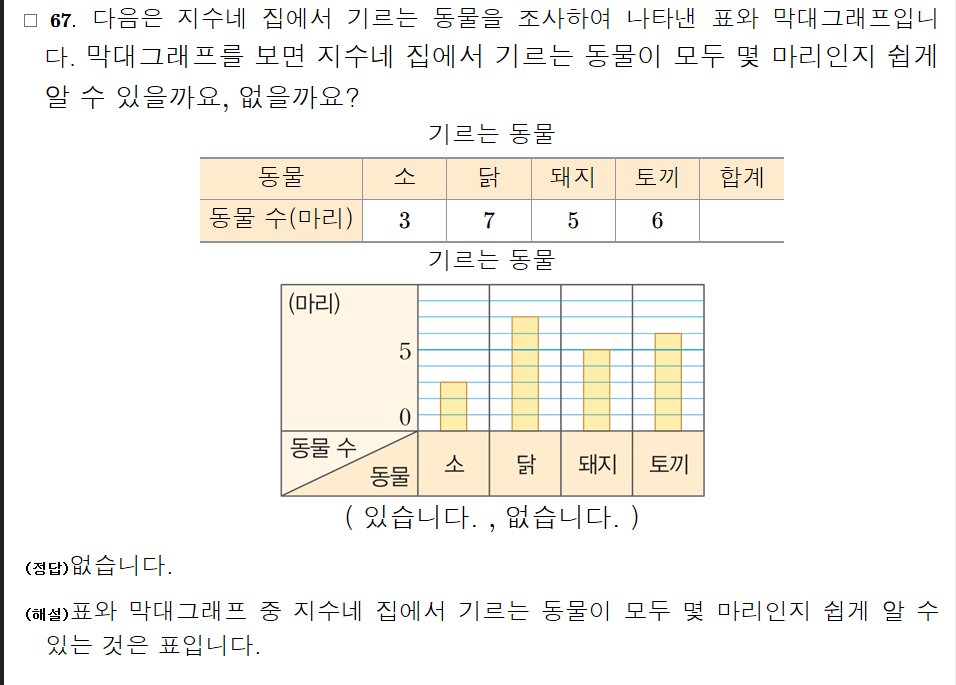 □ 67. 다음은 지수네 집에서 기르는 동물을 조사하여 나타낸 표와 막대그래프입니
다. 막대그래프를 보면 지수네 집에서 기르는 동물이 모두 몇 마리인지 쉽게
알 수 있을까요, 없을까요?
기르는 동물
동물 소 닭 돼지 토끼 합계
동물 수(마리) 3 7 5 6
기르는 동물
(마리)
5
0
동물 수
동물
소 닭 돼지 토끼
( 있습니다. , 없습니다. )
(정답)없습니다.
(해설)표와 막대그래프 중 지수네 집에서 기르는 동물이 모두 몇 마리인지 쉽게 알 수
있는 것은 표입니다.